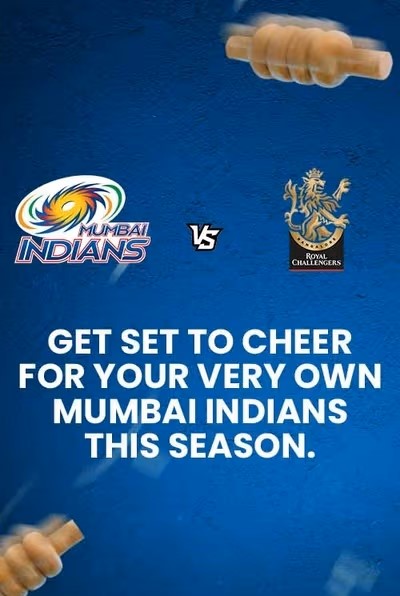 MUMBAI
INDIANS
VS
ROYAL
CHALLENGERS
GET SET TO CHEER
FOR YOUR VERY OWN
MUMBAI INDIANS
THIS SEASON.